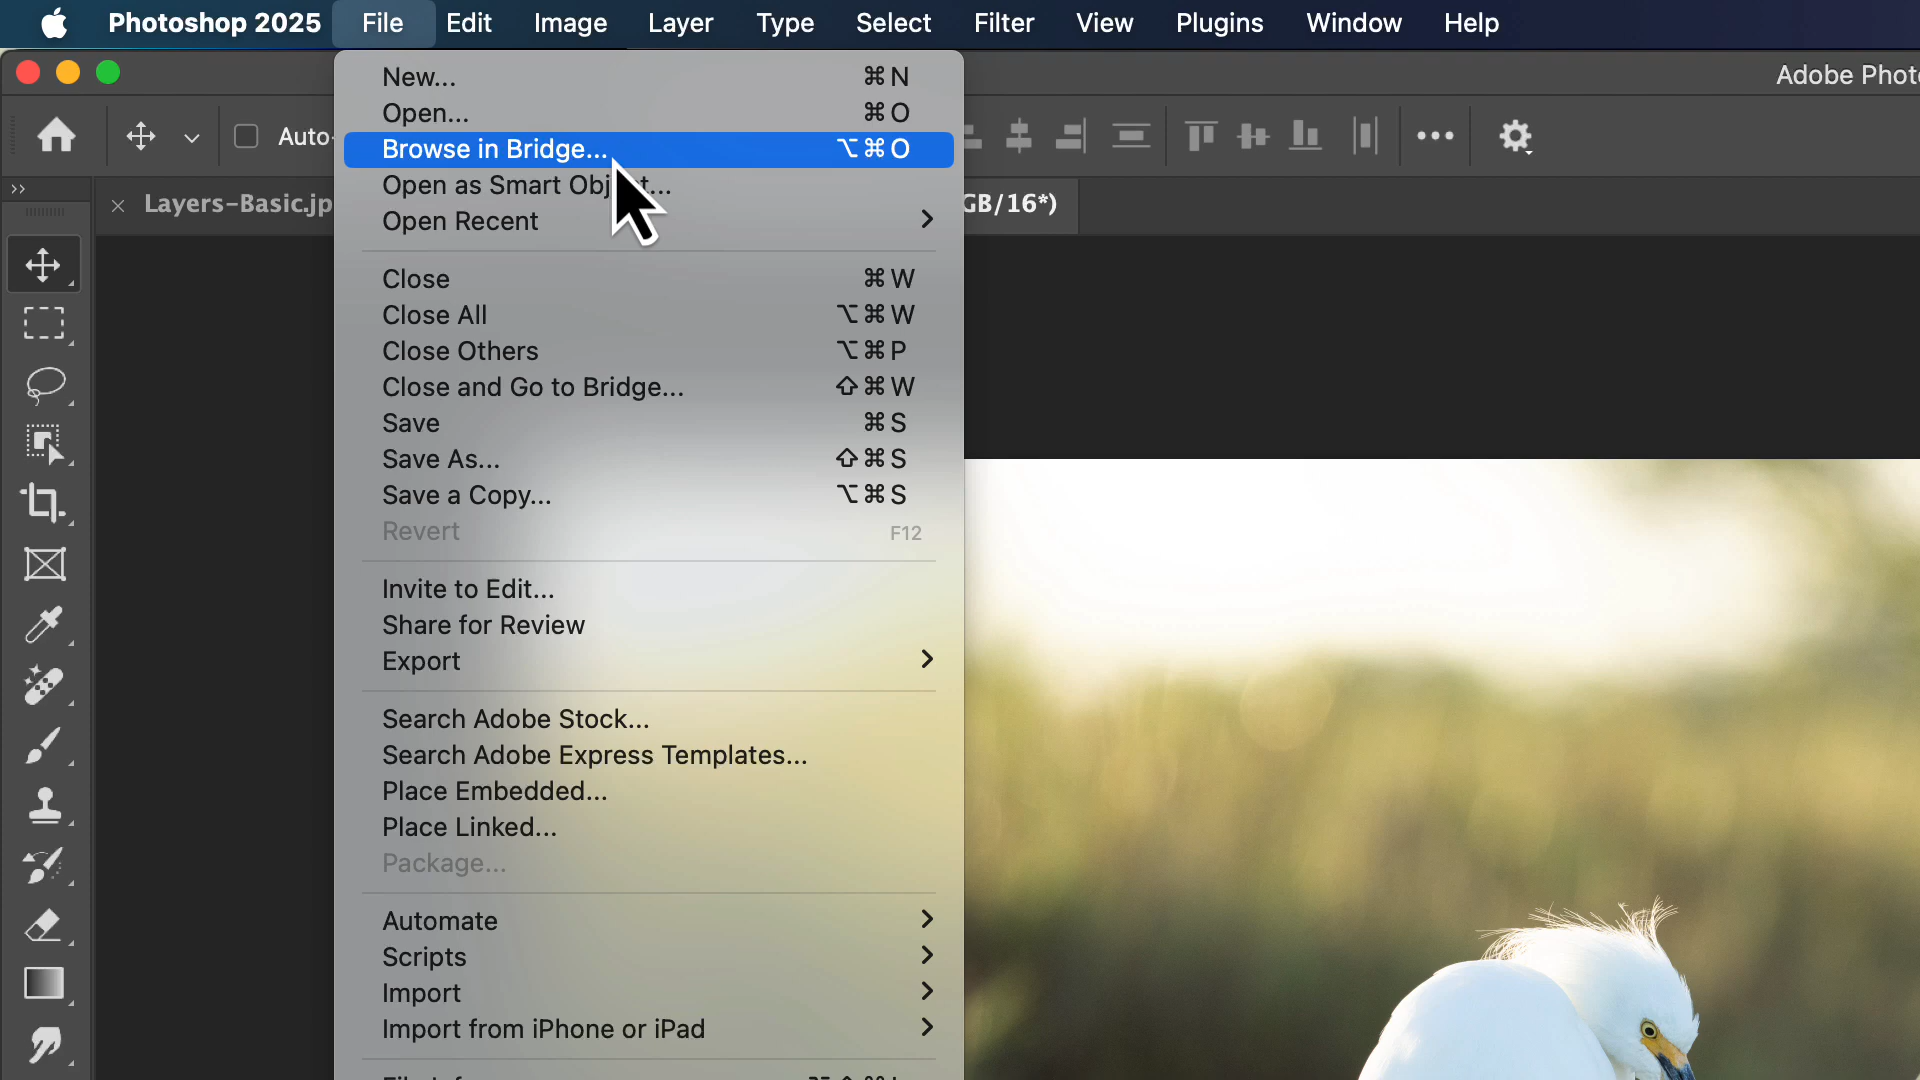 Photoshop 2025 File Edit Image Layer Type Select Filter View Plugins Window Help
Adobe Phot
Auto-
Layers-Basic.jp
GB/16*)
New... ⌘N
Open... ⌘O
Browse in Bridge... ⌥⌘O
Open as Smart Obj t...
Open Recent >
Close ⌘W
Close All ⌥⌘W
Close Others ⌥⌘P
Close and Go to Bridge... ⇧⌘W
Save ⌘S
Save As... ⇧⌘S
Save a Copy... ⌥⌘S
Revert F12
Invite to Edit...
Share for Review
Export >
Search Adobe Stock...
Search Adobe Express Templates...
Place Embedded...
Place Linked...
Package...
Automate >
Scripts >
Import >
Import from iPhone or iPad >